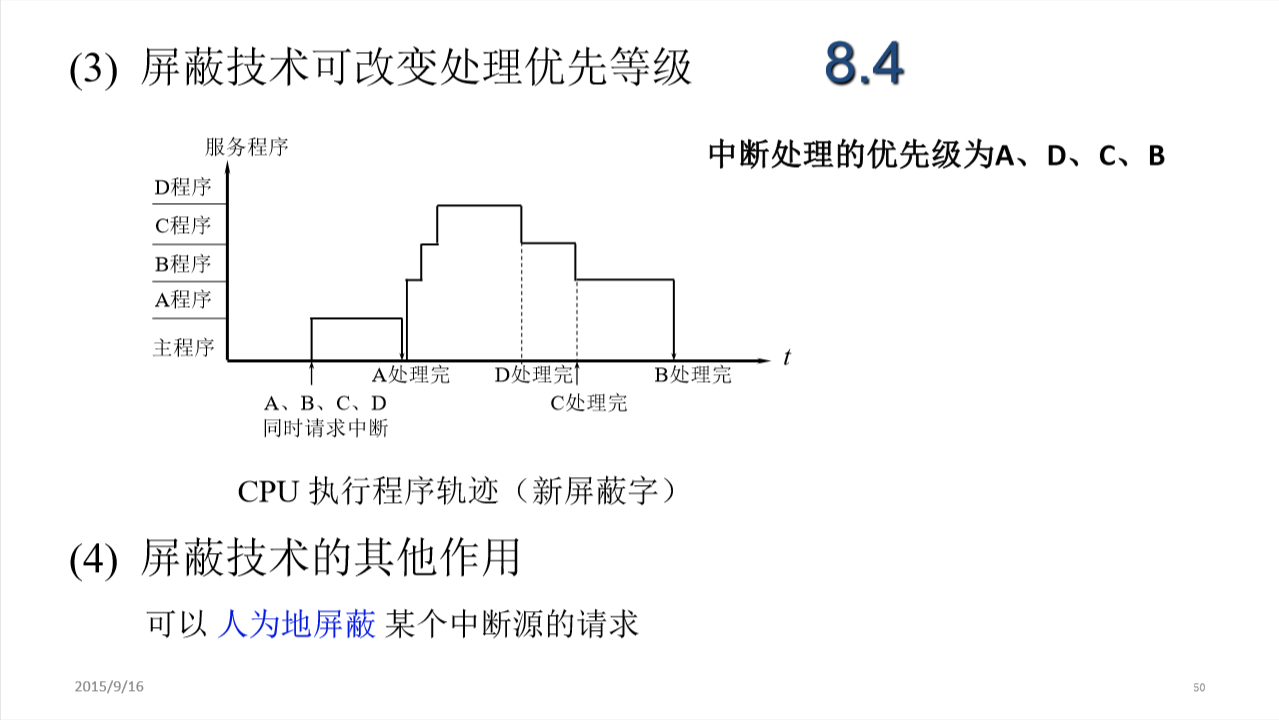 (3) 屏蔽技术可改变处理优先等级
8.4
中断处理的优先级为A、D、C、B
服务程序
D程序
C程序
B程序
A程序
主程序
t
A处理完
D处理完
B处理完
A、B、C、D
C处理完
同时请求中断
CPU 执行程序轨迹（新屏蔽字）
(4) 屏蔽技术的其他作用
可以 人为地屏蔽 某个中断源的请求
2015/9/16
50